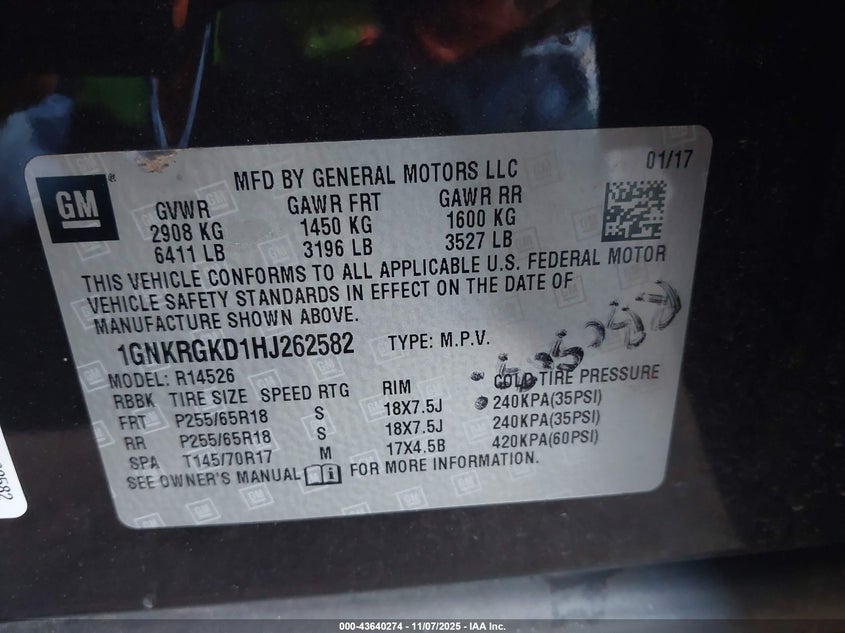 GM
MFD BY GENERAL MOTORS LLC
01/17
GVWR GAWR FRT GAWR RR
2908 KG 1450 KG 1600 KG
6411 LB 3196 LB 3527 LB
THIS VEHICLE CONFORMS TO ALL APPLICABLE U.S. FEDERAL MOTOR
VEHICLE SAFETY STANDARDS IN EFFECT ON THE DATE OF
MANUFACTURE SHOWN ABOVE.
1GNKRGKD1HJ262582 TYPE: M.P.V.
MODEL: R14526
RBBK TIRE SIZE SPEED RTG RIM COLD TIRE PRESSURE
FRT P255/65R18 S 18X7.5J 240KPA(35PSI)
RR P255/65R18 S 18X7.5J 240KPA(35PSI)
SPA T145/70R17 M 17X4.5B 420KPA(60PSI)
SEE OWNER'S MANUAL FOR MORE INFORMATION.
000-43640274 - 11/07/2025 - IAA Inc.